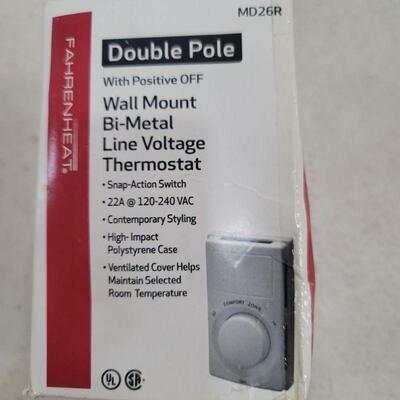 MD26R
FAHRENHEAT®
Double Pole
With Positive OFF
Wall Mount
Bi-Metal
Line Voltage
Thermostat
• Snap-Action Switch
• 22A @ 120-240 VAC
• Contemporary Styling
• High-Impact
Polystyrene Case
• Ventilated Cover Helps
Maintain Selected
Room Temperature
COMFORT ZONE
UL